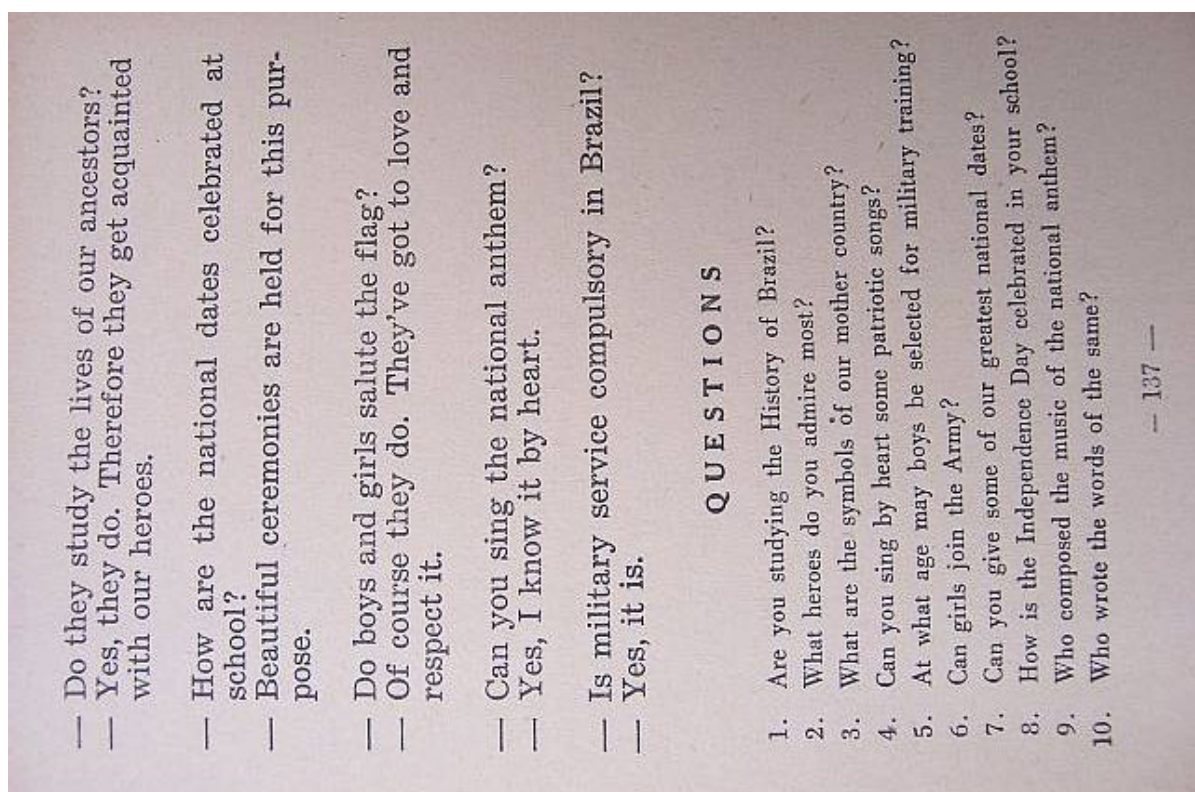 — Do they study the lives of our ancestors?
— Yes, they do. Therefore they get acquainted
with our heroes.
— How are the national dates celebrated at
school?
— Beautiful ceremonies are held for this pur-
pose.
— Do boys and girls salute the flag?
— Of course they do. They've got to love and
respect it.
— Can you sing the national anthem?
— Yes, I know it by heart.
— Is military service compulsory in Brazil?
— Yes, it is.
QUESTIONS
1. Are you studying the History of Brazil?
2. What heroes do you admire most?
3. What are the symbols of our mother country?
4. Can you sing by heart some patriotic songs?
5. At what age may boys be selected for military training?
6. Can girls join the Army?
7. Can you give some of our greatest national dates?
8. How is the Independence Day celebrated in your school?
9. Who composed the music of the national anthem?
10. Who wrote the words of the same?
— 137 —